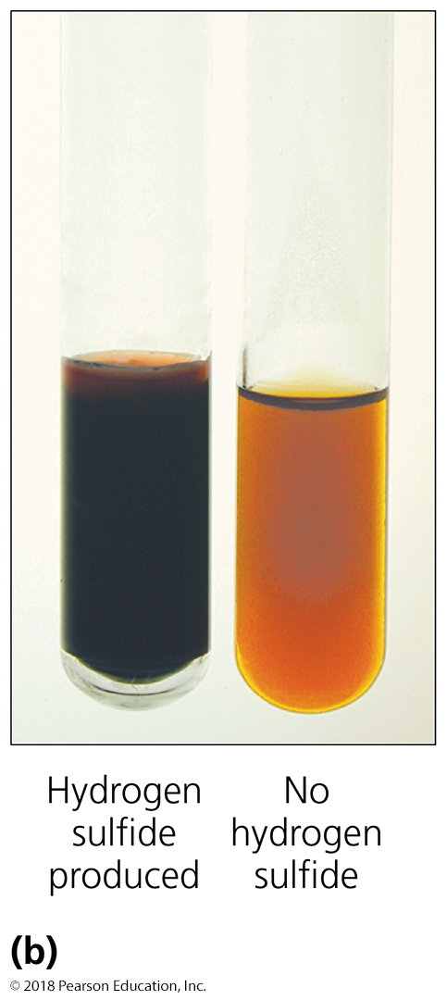 Hydrogen
sulfide
produced
No
hydrogen
sulfide
(b)
© 2018 Pearson Education, Inc.